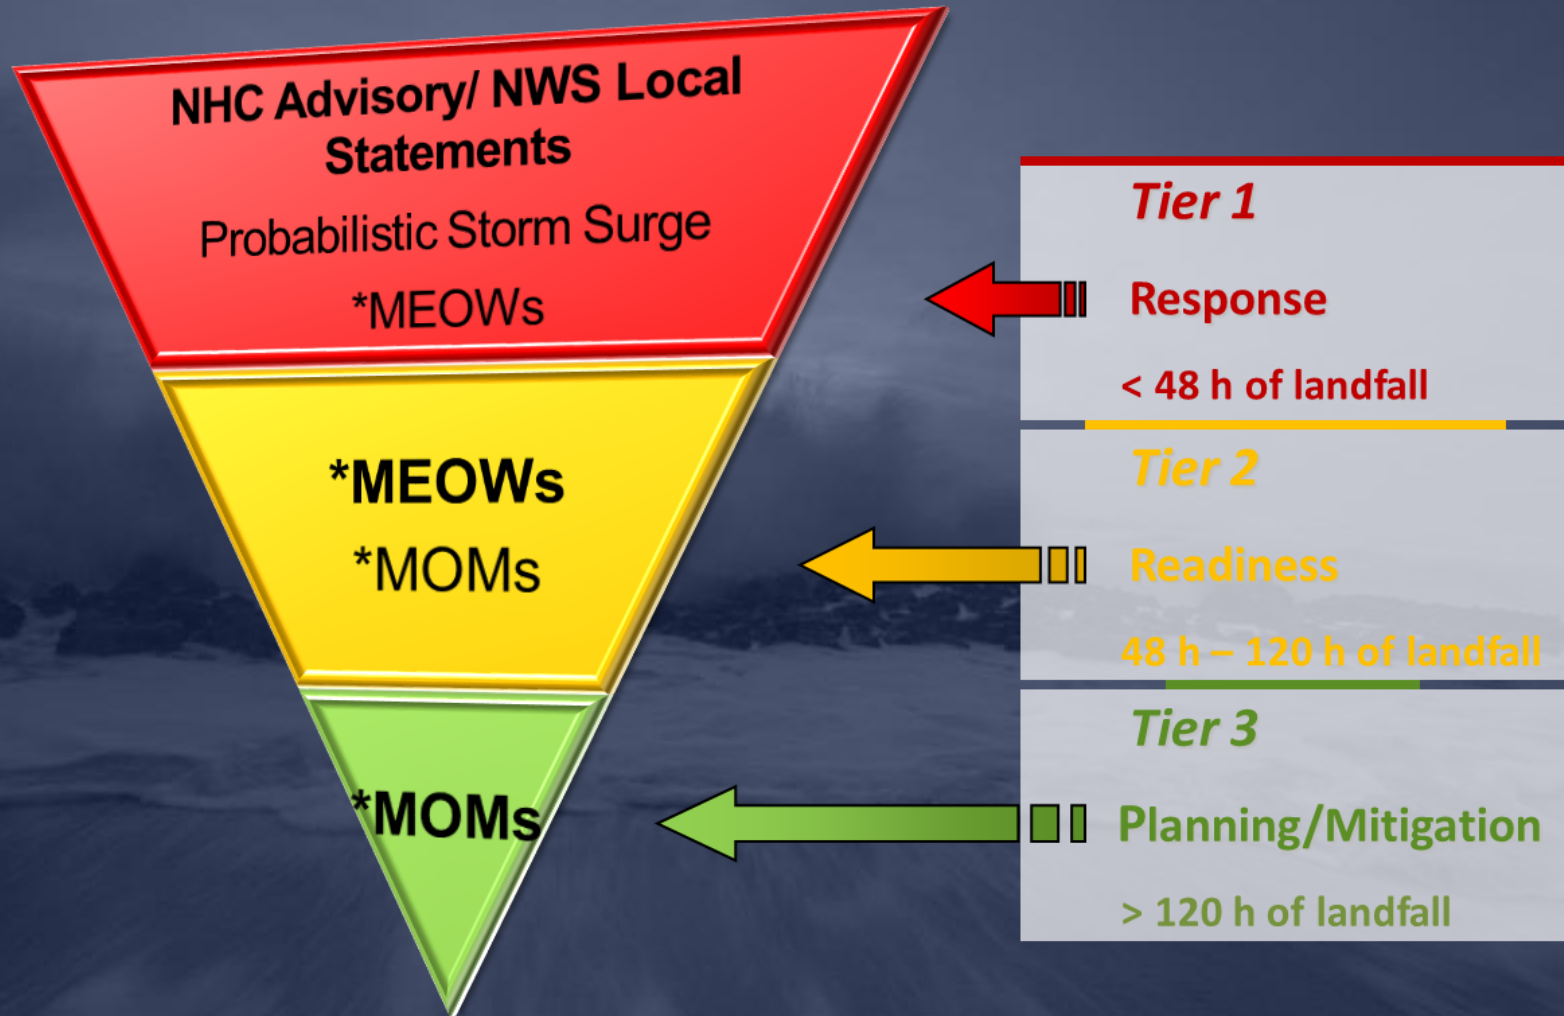 NHC Advisory/ NWS Local
Statements
Probabilistic Storm Surge
*MEOWs
*MEOWs
*MOMs
*MOMs
Tier 1
Response
< 48 h of landfall
Tier 2
Readiness
48 h – 120 h of landfall
Tier 3
Planning/Mitigation
> 120 h of landfall